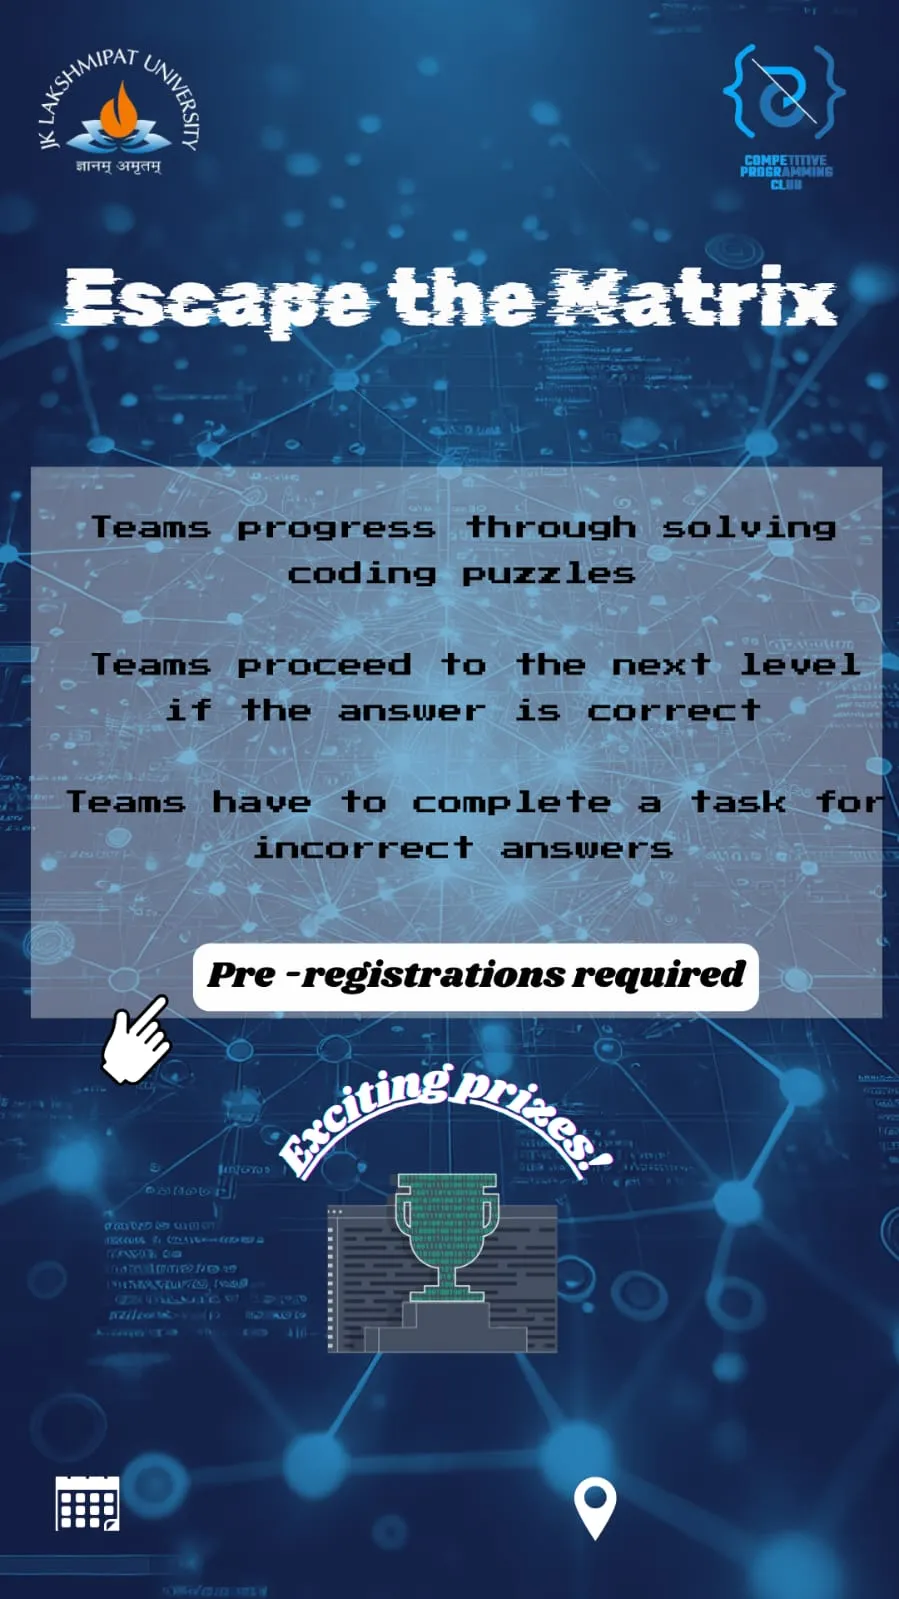 JK LAKSHMIPAT UNIVERSITY
ज्ञानम् अमृतम्
COMPETITIVE
PROGRAMMING
CLUB
Escape the Matrix
Teams progress through solving
coding puzzles
Teams proceed to the next level
if the answer is correct
Teams have to complete a task for
incorrect answers
Pre -registrations required
Exciting prizes!